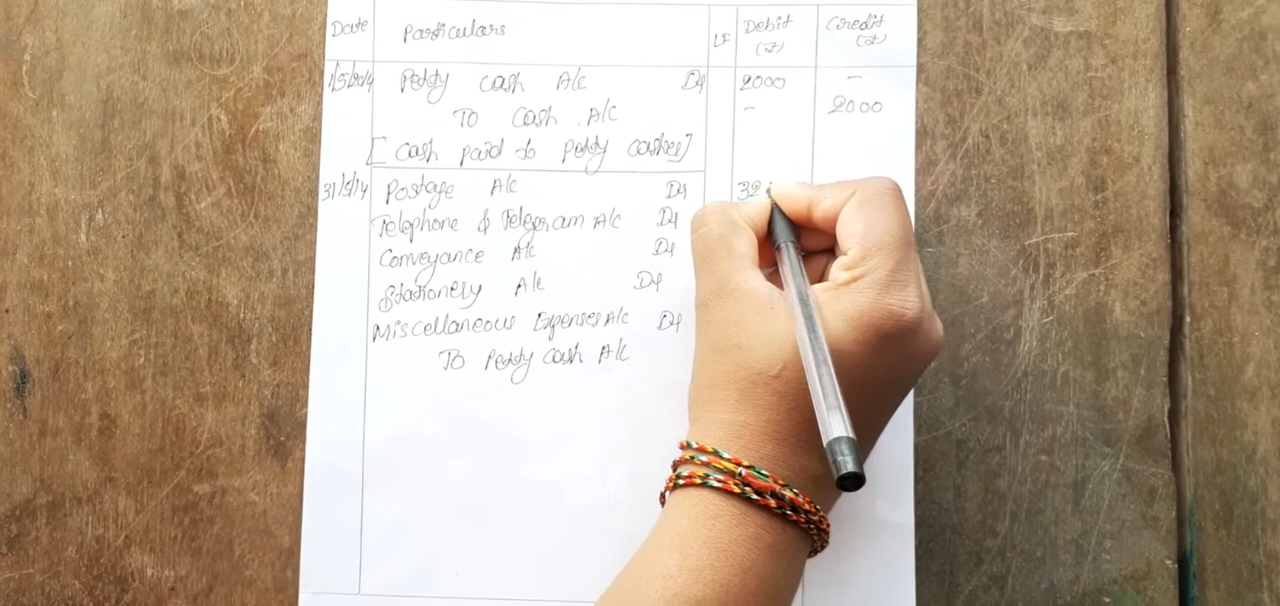 Date Particulars LF Debit (₹) Credit (₹)
1/5/2014 Petty cash A/c Dr 2000 -
To Cash A/c - 2000
[Cash paid to petty cashier]
31/5/14 Postage A/c Dr 32
Telephone & Telegram A/c Dr
Conveyance A/c Dr
Stationery A/c Dr
Miscellaneous Expenses A/c Dr
To Petty cash A/c